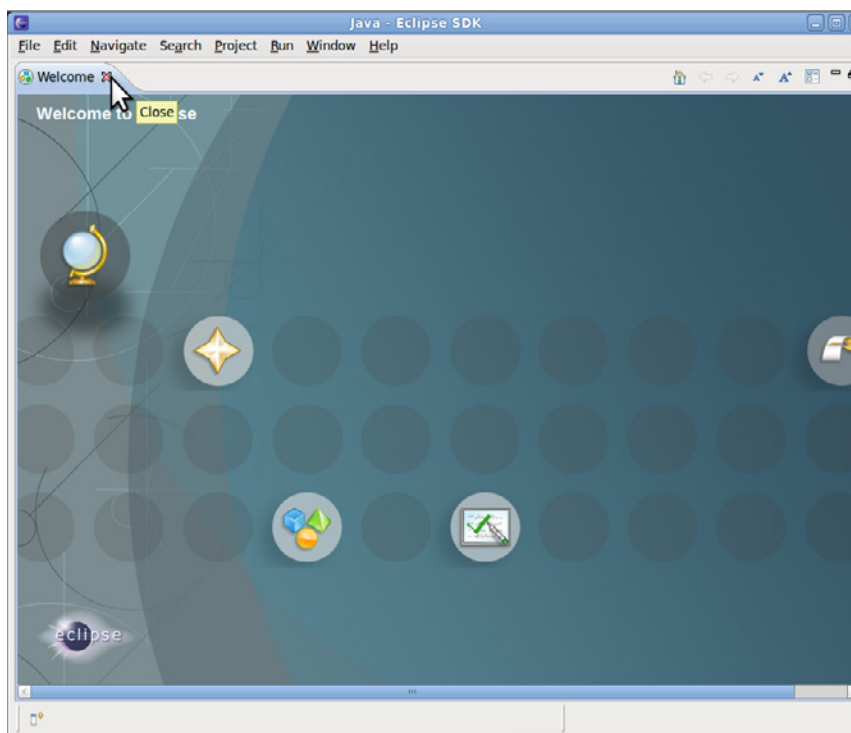 Java - Eclipse SDK
File Edit Navigate Search Project Run Window Help
Welcome
Close
Welcome to se
eclipse